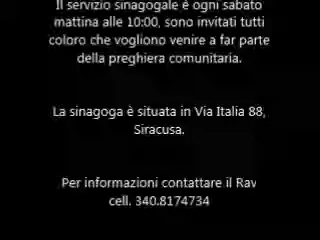 Il servizio sinagogale è ogni sabato
mattina alle 10:00, sono invitati tutti
coloro che vogliono venire a far parte
della preghiera comunitaria.
La sinagoga è situata in Via Italia 88,
Siracusa.
Per informazioni contattare il Rav
cell. 340.8174734